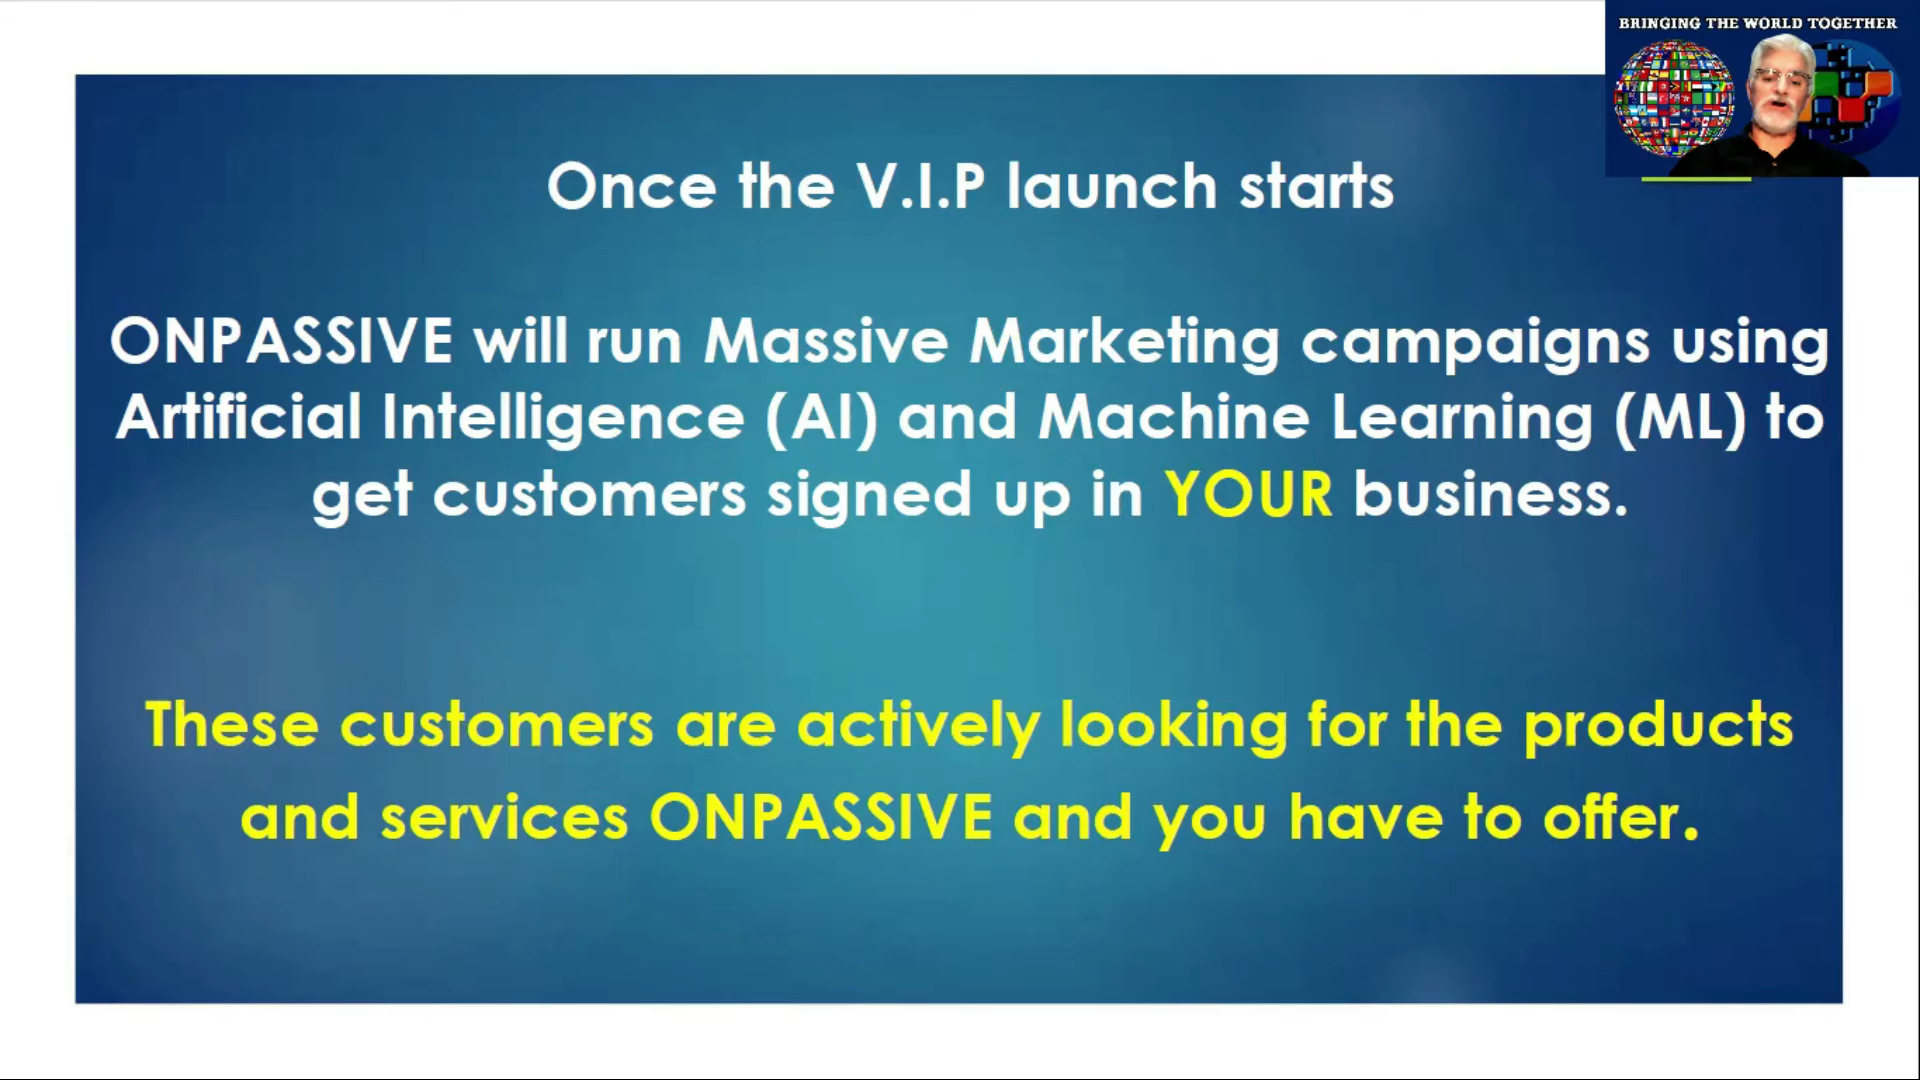 BRINGING THE WORLD TOGETHER
Once the V.I.P launch starts
ONPASSIVE will run Massive Marketing campaigns using
Artificial Intelligence (AI) and Machine Learning (ML) to
get customers signed up in YOUR business.
These customers are actively looking for the products
and services ONPASSIVE and you have to offer.